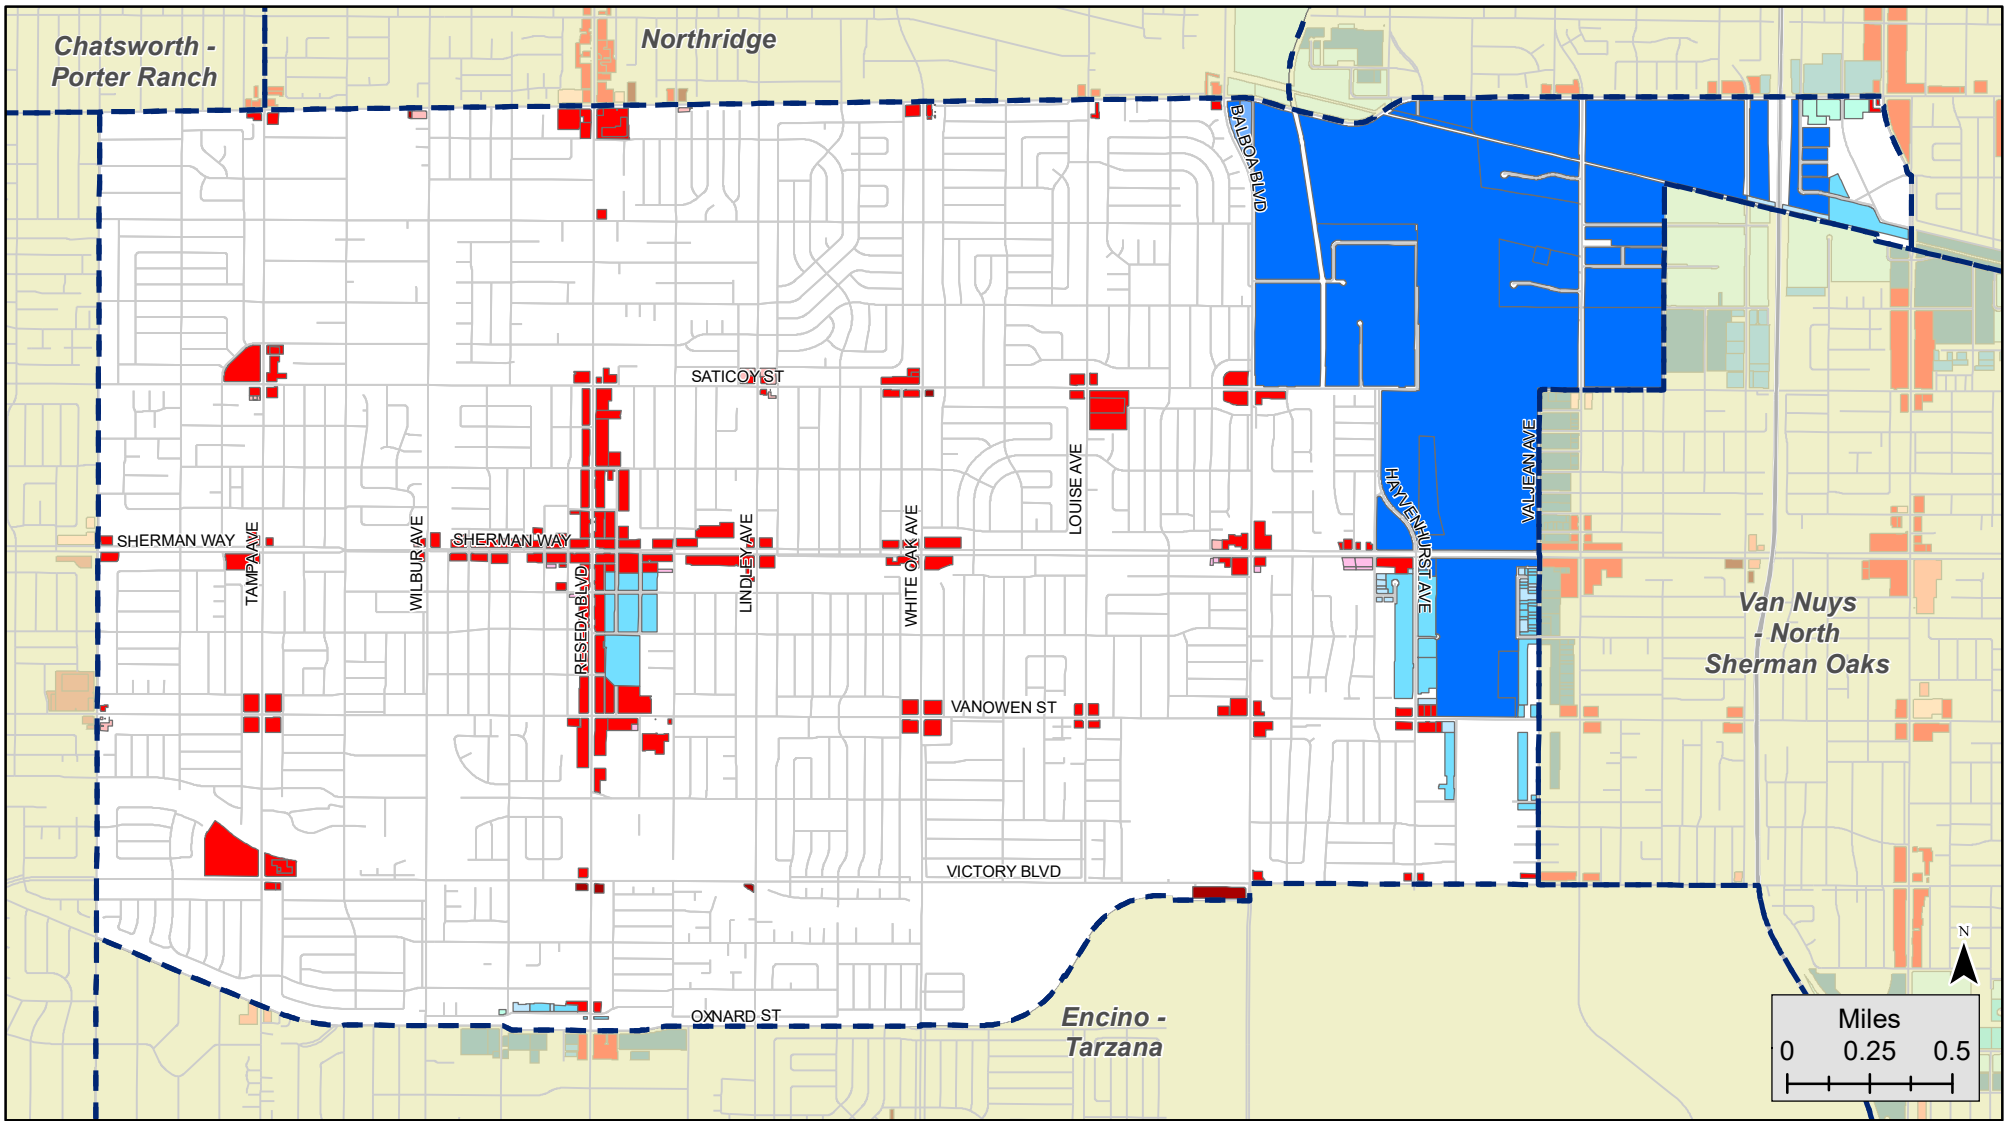 Chatsworth -
Porter Ranch
Northridge
BALBOA BLVD
SATICOY ST
SHERMAN WAY
TAMPA AVE
WILBUR AVE
SHERMAN WAY
RESEDA BLVD
LINDLEY AVE
WHITE OAK AVE
LOUISE AVE
HAYVENHURST AVE
VALJEAN AVE
Van Nuys
- North
Sherman Oaks
VANOWEN ST
VICTORY BLVD
OXNARD ST
Encino -
Tarzana
N
Miles
0 0.25 0.5